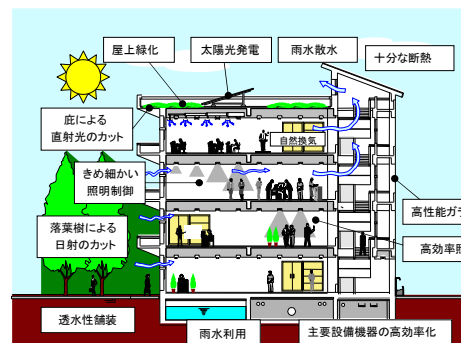 屋上緑化
太陽光発電
雨水散水
十分な断熱
庇による
直射光のカット
自然換気
きめ細かい
照明制御
高性能ガラ
落葉樹による
日射のカット
高効率照
透水性舗装
雨水利用
主要設備機器の高効率化